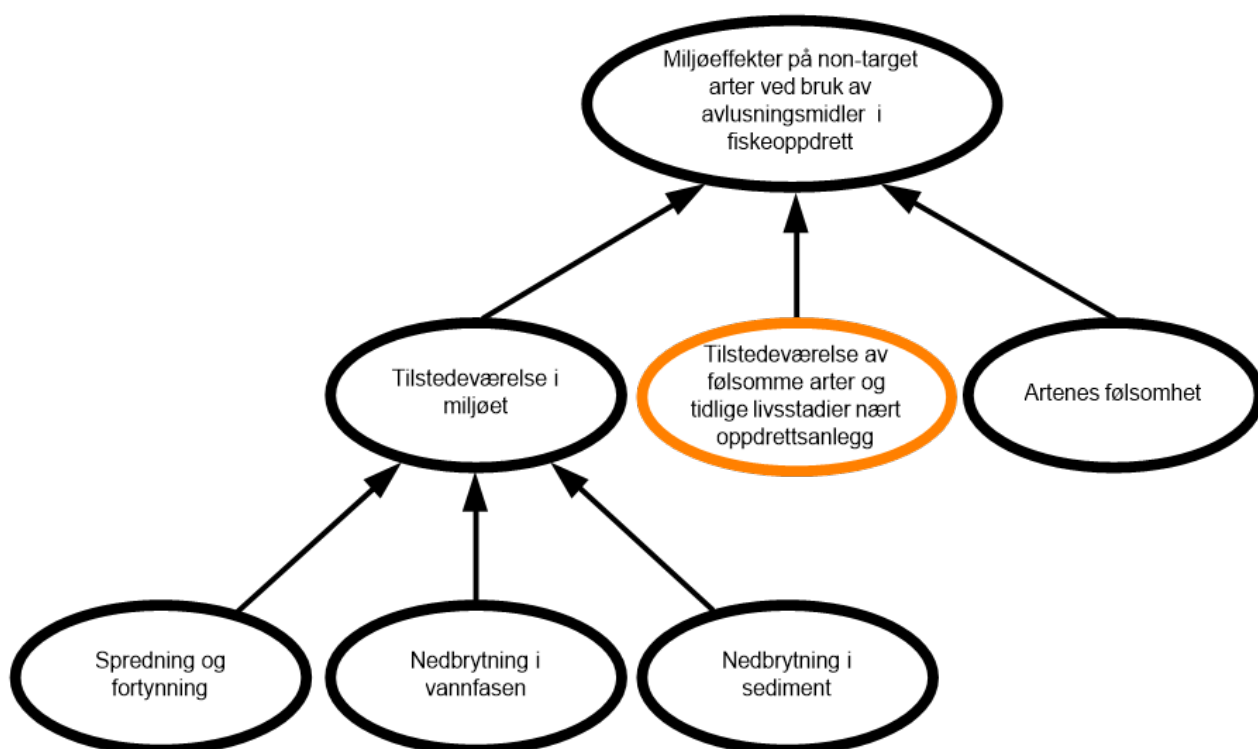 Miljøeffekter på non-target
arter ved bruk av
avlusningsmidler i
fiskeoppdrett
Tilstedeværelse i
miljøet
Tilstedeværelse av
følsomme arter og
tidlige livsstadier nært
oppdrettsanlegg
Artenes følsomhet
Spredning og
fortynning
Nedbrytning i
vannfasen
Nedbrytning i
sediment